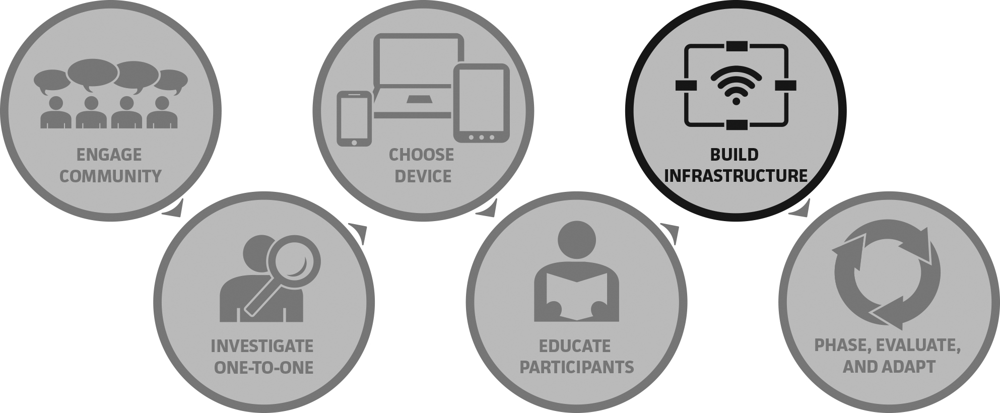 ENGAGE
COMMUNITY
INVESTIGATE
ONE-TO-ONE
CHOOSE
DEVICE
EDUCATE
PARTICIPANTS
BUILD
INFRASTRUCTURE
PHASE, EVALUATE,
AND ADAPT